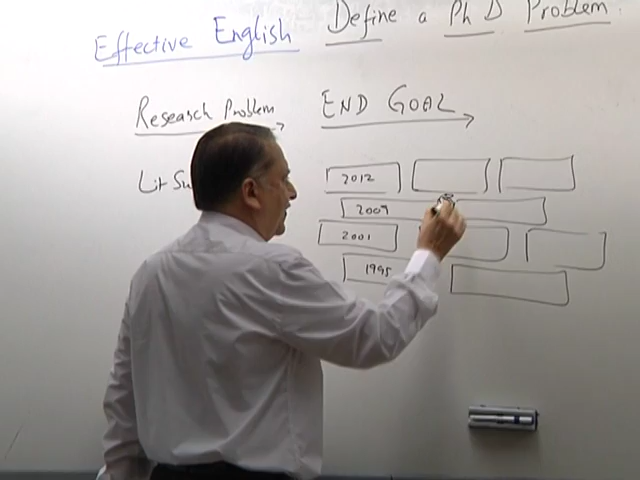 Effective English Define a Ph D Problem
Research Problem END GOAL
Lit Su
2012
2009
2001
1995